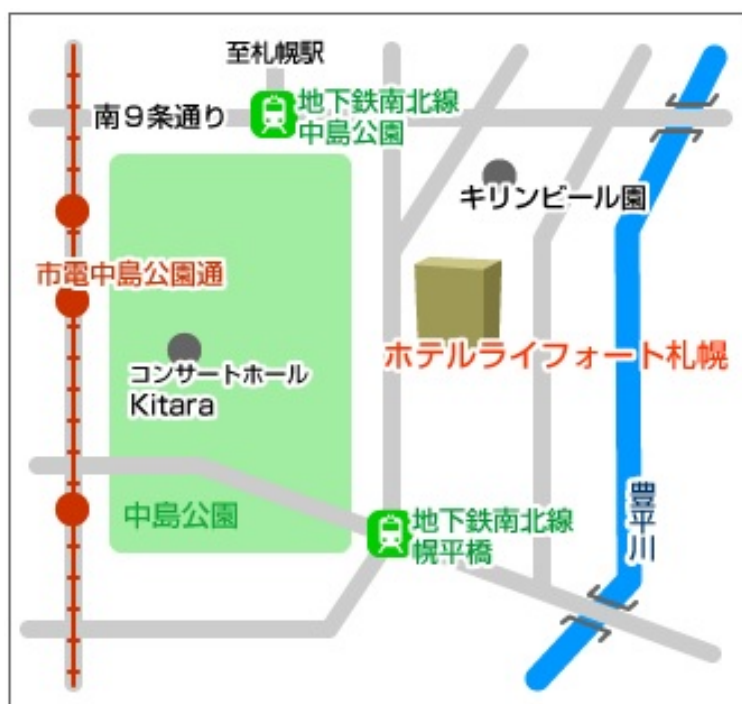 至札幌駅
南9条通り
地下鉄南北線
中島公園
キリンビール園
市電中島公園通
ホテルライフォート札幌
コンサートホール
Kitara
中島公園
地下鉄南北線
幌平橋
豊平川